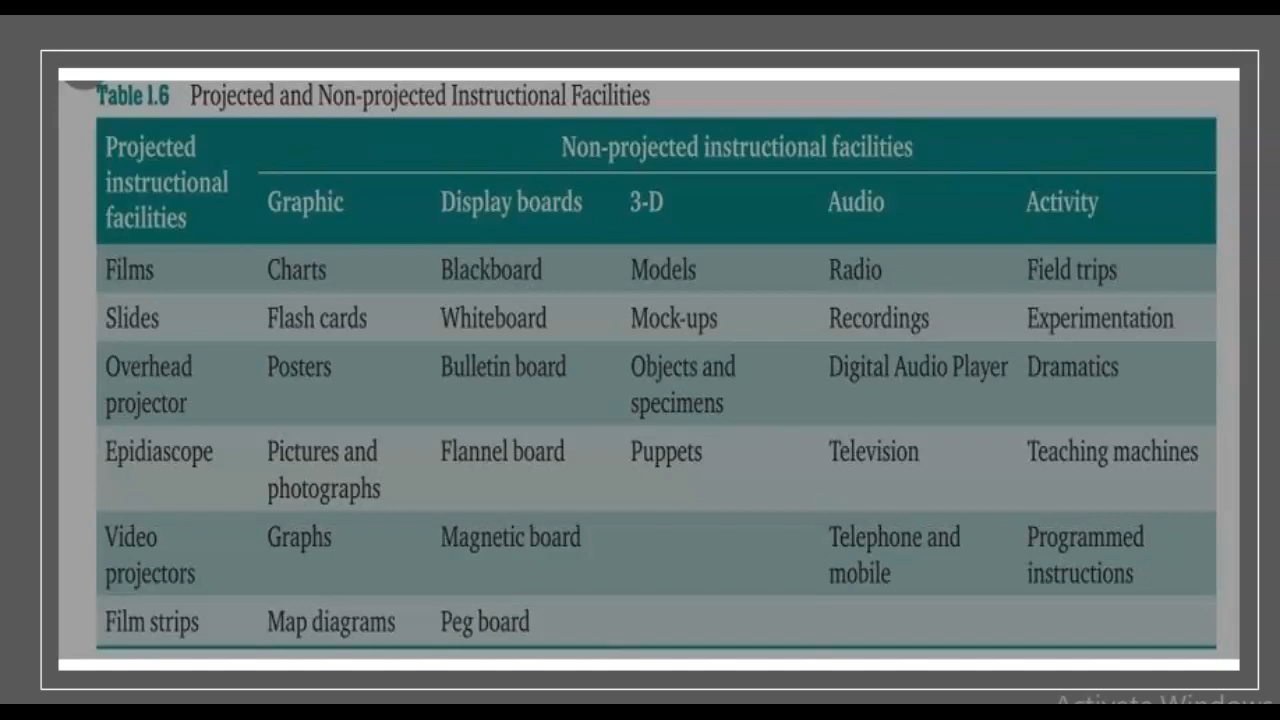 Table I.6 Projected and Non-projected Instructional Facilities
Projected instructional facilities
Non-projected instructional facilities
Graphic Display boards 3-D Audio Activity
Films Charts Blackboard Models Radio Field trips
Slides Flash cards Whiteboard Mock-ups Recordings Experimentation
Overhead projector Posters Bulletin board Objects and specimens Digital Audio Player Dramatics
Epidiascope Pictures and photographs Flannel board Puppets Television Teaching machines
Video projectors Graphs Magnetic board Telephone and mobile Programmed instructions
Film strips Map diagrams Peg board
Activate Windows